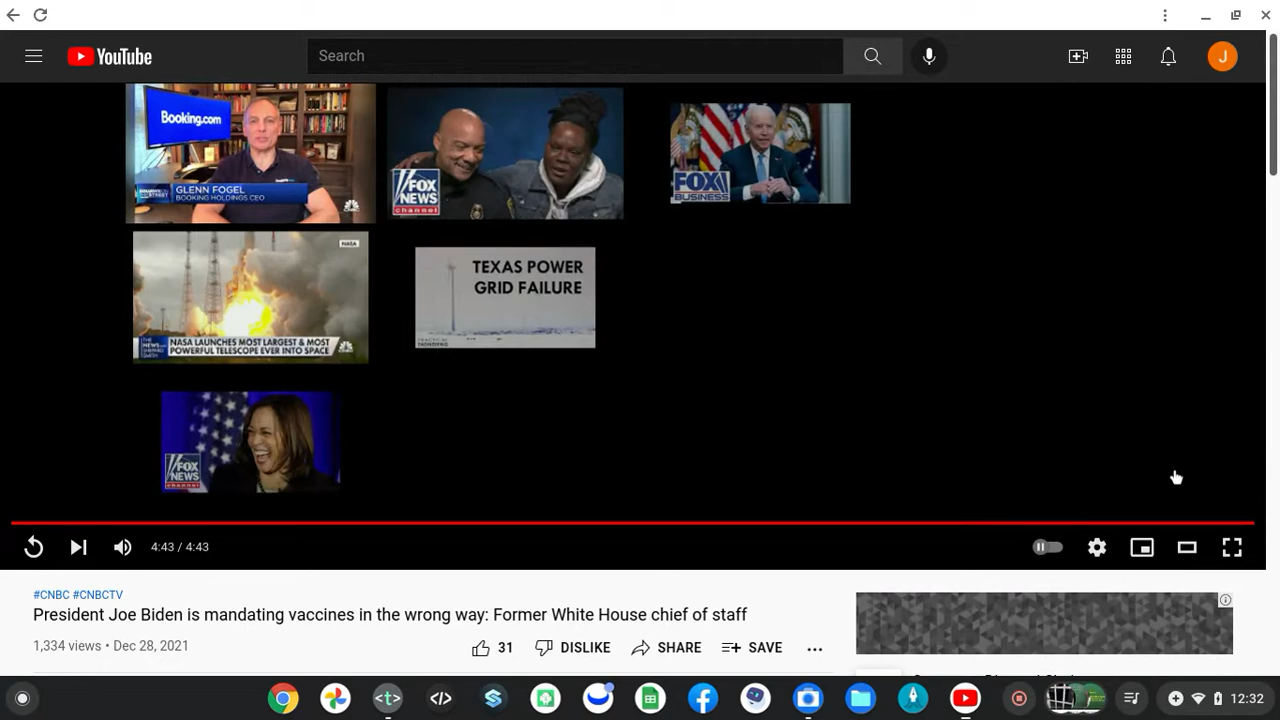 YouTube
Search
J
Booking.com
GLENN FOGEL
BOOKING HOLDINGS CEO
FOX
NEWS
channel
FOX
BUSINESS
NASA
NASA LAUNCHES MOST LARGEST & MOST
POWERFUL TELESCOPE EVER INTO SPACE
TEXAS POWER
GRID FAILURE
FOX
NEWS
channel
4:43 / 4:43
#CNBC #CNBCTV
President Joe Biden is mandating vaccines in the wrong way: Former White House chief of staff
1,334 views • Dec 28, 2021
31
DISLIKE
SHARE
SAVE
12:32